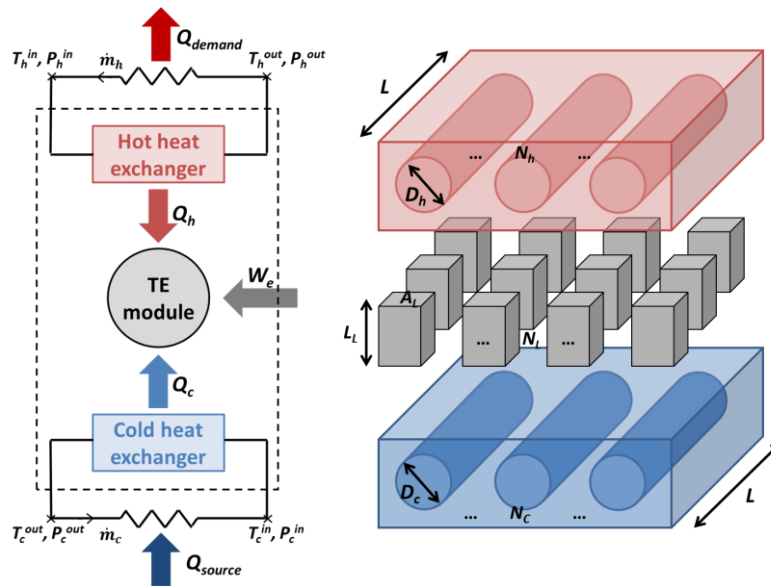 Q_demand
T_h^in, P_h^in
ṁ_h
T_h^out, P_h^out
Hot heat
exchanger
Q_h
TE
module
W_e
Q_c
Cold heat
exchanger
T_c^out, P_c^out
ṁ_C
T_c^in, P_c^in
Q_source
L
... N_h ...
D_h
A_L
L_L
... N_L ...
D_c
... N_C ...
L